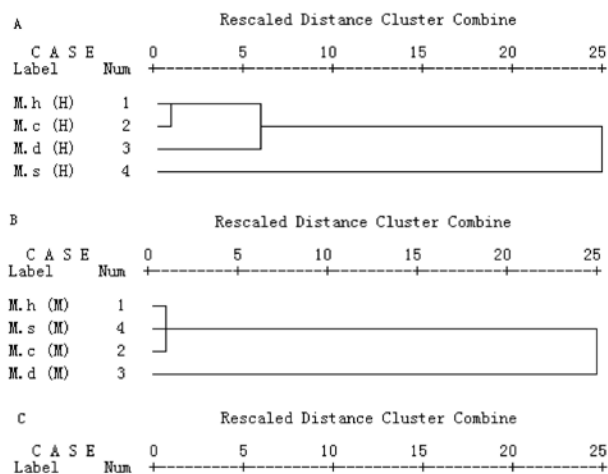 A Rescaled Distance Cluster Combine
C A S E 0 5 10 15 20 25
Label Num
M.h (H) 1
M.c (H) 2
M.d (H) 3
M.s (H) 4
B Rescaled Distance Cluster Combine
C A S E 0 5 10 15 20 25
Label Num
M.h (M) 1
M.s (M) 4
M.c (M) 2
M.d (M) 3
C Rescaled Distance Cluster Combine
C A S E 0 5 10 15 20 25
Label Num